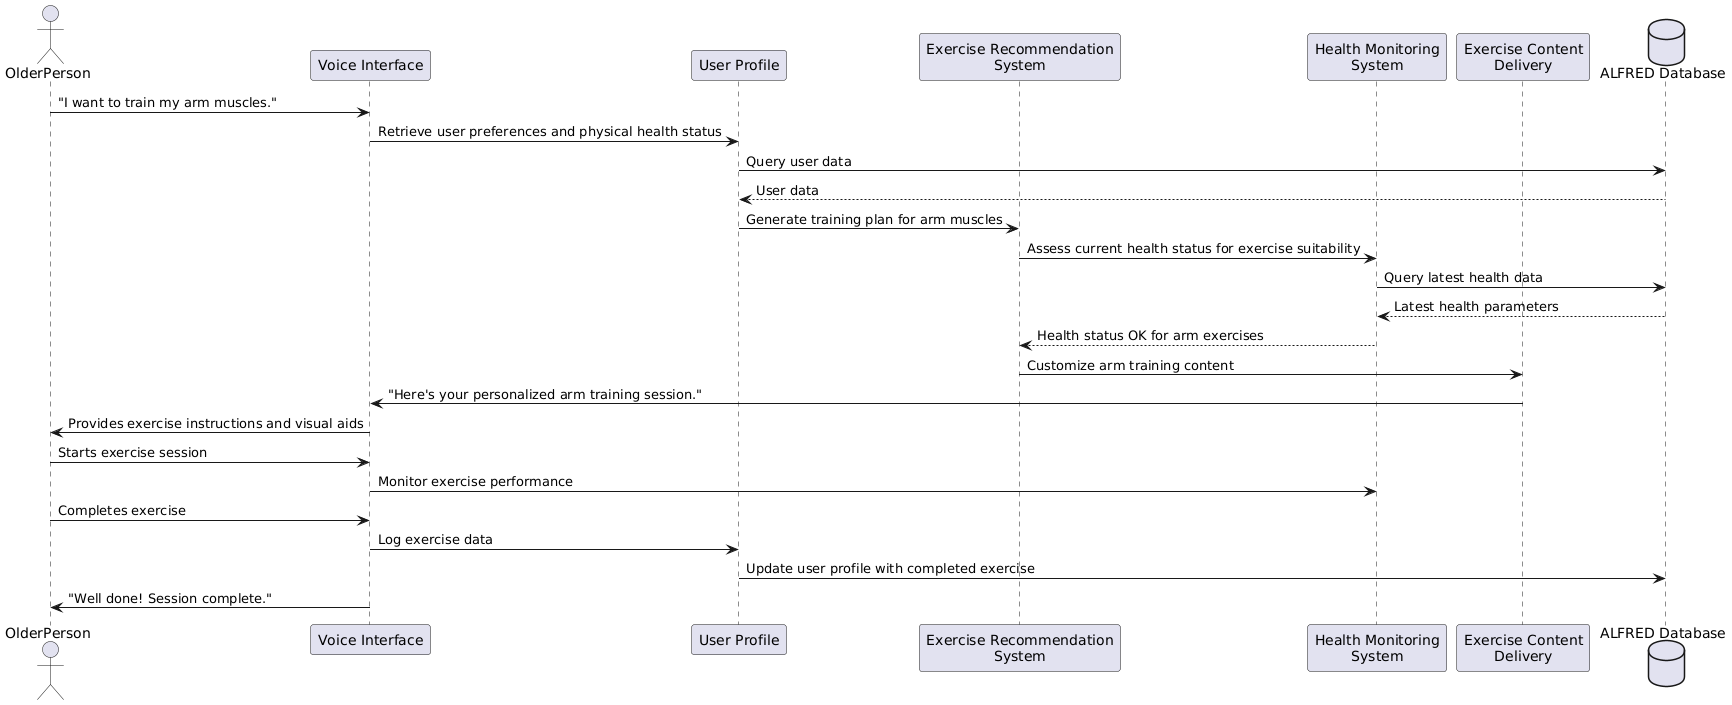 OlderPerson
Voice Interface
User Profile
Exercise Recommendation
System
Health Monitoring
System
Exercise Content
Delivery
ALFRED Database
"I want to train my arm muscles."
Retrieve user preferences and physical health status
Query user data
User data
Generate training plan for arm muscles
Assess current health status for exercise suitability
Query latest health data
Latest health parameters
Health status OK for arm exercises
Customize arm training content
"Here's your personalized arm training session."
Provides exercise instructions and visual aids
Starts exercise session
Monitor exercise performance
Completes exercise
Log exercise data
Update user profile with completed exercise
"Well done! Session complete."
OlderPerson
Voice Interface
User Profile
Exercise Recommendation
System
Health Monitoring
System
Exercise Content
Delivery
ALFRED Database